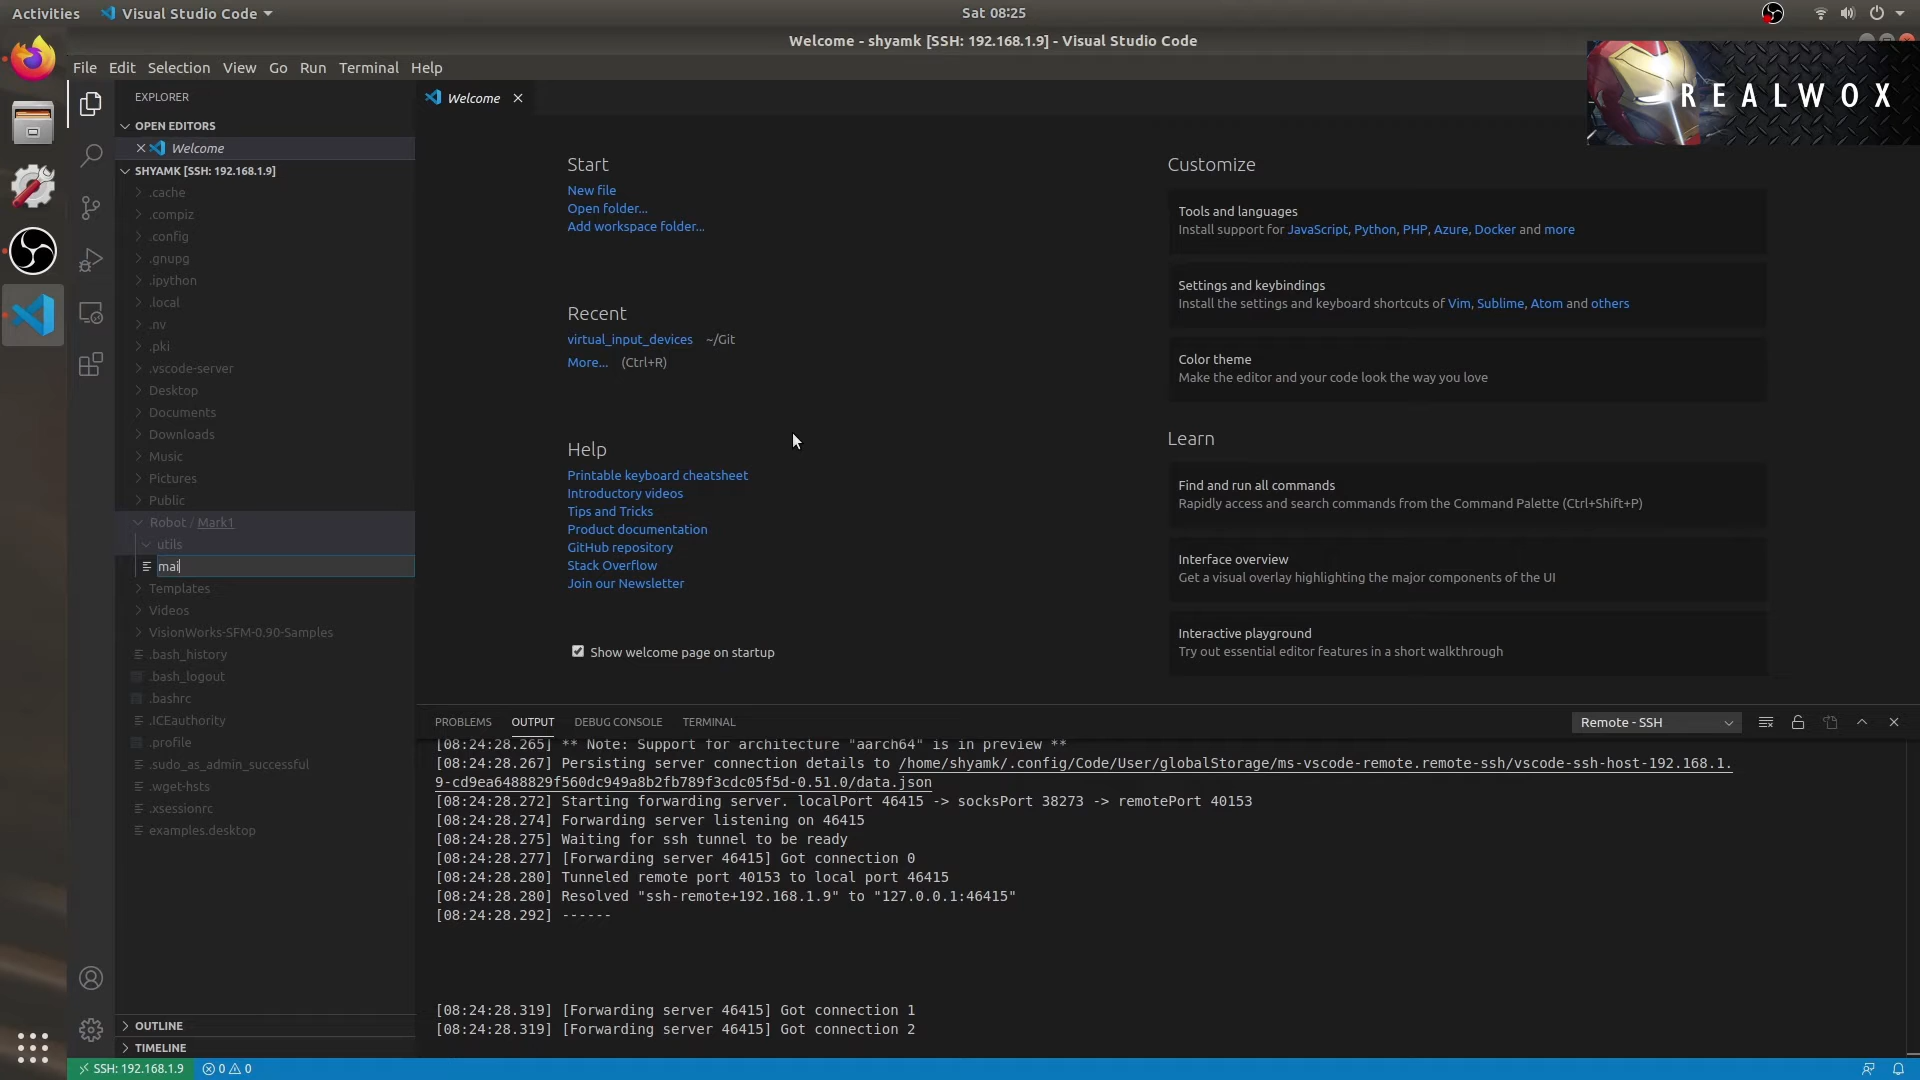 Activities
Visual Studio Code
Sat 08:25
Welcome - shyamk [SSH: 192.168.1.9] - Visual Studio Code
File Edit Selection View Go Run Terminal Help
REALWOX
EXPLORER
OPEN EDITORS
Welcome
SHYAMK [SSH: 192.168.1.9]
.cache
.compiz
.config
.gnupg
.ipython
.local
.nv
.pki
.vscode-server
Desktop
Documents
Downloads
Music
Pictures
Public
Robot / Mark1
utils
mai
Templates
Videos
VisionWorks-SFM-0.90-Samples
.bash_history
.bash_logout
.bashrc
.ICEauthority
.profile
.sudo_as_admin_successful
.wget-hsts
.xsessionrc
examples.desktop
OUTLINE
TIMELINE
Welcome
Start
New file
Open folder...
Add workspace folder...
Recent
virtual_input_devices ~/Git
More... (Ctrl+R)
Help
Printable keyboard cheatsheet
Introductory videos
Tips and Tricks
Product documentation
GitHub repository
Stack Overflow
Join our Newsletter
Show welcome page on startup
Customize
Tools and languages
Install support for JavaScript, Python, PHP, Azure, Docker and more
Settings and keybindings
Install the settings and keyboard shortcuts of Vim, Sublime, Atom and others
Color theme
Make the editor and your code look the way you love
Learn
Find and run all commands
Rapidly access and search commands from the Command Palette (Ctrl+Shift+P)
Interface overview
Get a visual overlay highlighting the major components of the UI
Interactive playground
Try out essential editor features in a short walkthrough
PROBLEMS OUTPUT DEBUG CONSOLE TERMINAL
Remote - SSH
[08:24:28.265] ** Note: Support for architecture "aarch64" is in preview **
[08:24:28.267] Persisting server connection details to /home/shyamk/.config/Code/User/globalStorage/ms-vscode-remote.remote-ssh/vscode-ssh-host-192.168.1.
9-cd9ea6488829f560dc949a8b2fb789f3cdc05f5d-0.51.0/data.json
[08:24:28.272] Starting forwarding server. localPort 46415 -> socksPort 38273 -> remotePort 40153
[08:24:28.274] Forwarding server listening on 46415
[08:24:28.275] Waiting for ssh tunnel to be ready
[08:24:28.277] [Forwarding server 46415] Got connection 0
[08:24:28.280] Tunneled remote port 40153 to local port 46415
[08:24:28.280] Resolved "ssh-remote+192.168.1.9" to "127.0.0.1:46415"
[08:24:28.292] ------
[08:24:28.319] [Forwarding server 46415] Got connection 1
[08:24:28.319] [Forwarding server 46415] Got connection 2
SSH: 192.168.1.9
0
0